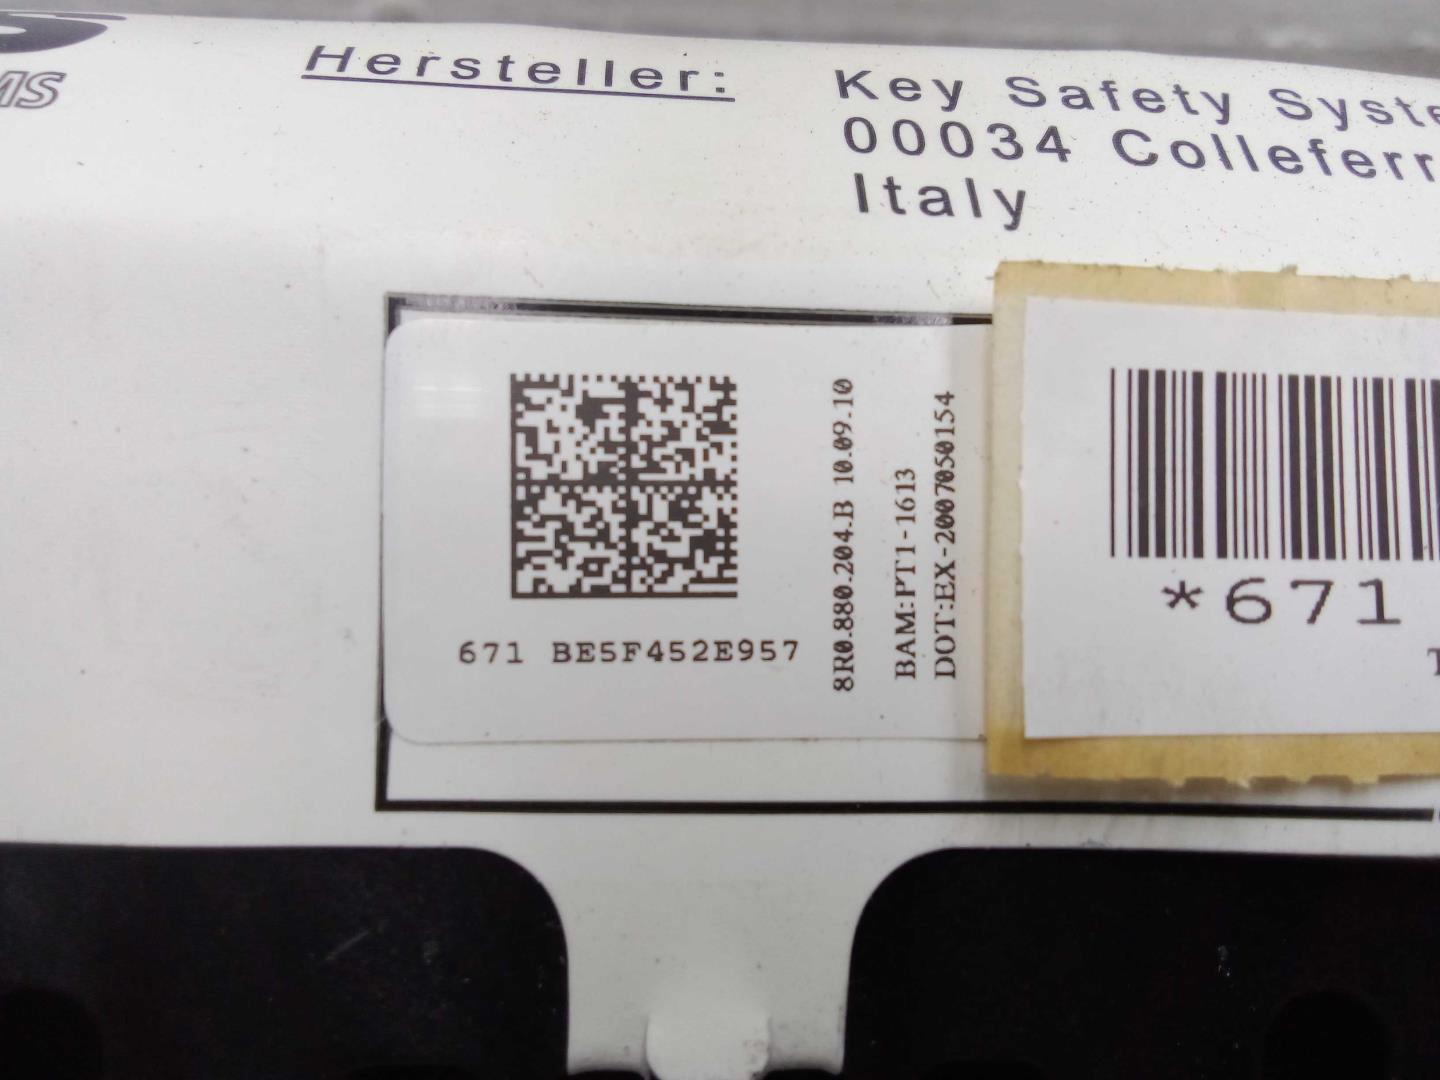 MS
Hersteller:
Key Safety Syste
00034 Colleferr
Italy
671 BE5F452E957
8R0.880.204.B 10.09.10
BAM:PT1-1613
DOT:EX-2007050154
*671